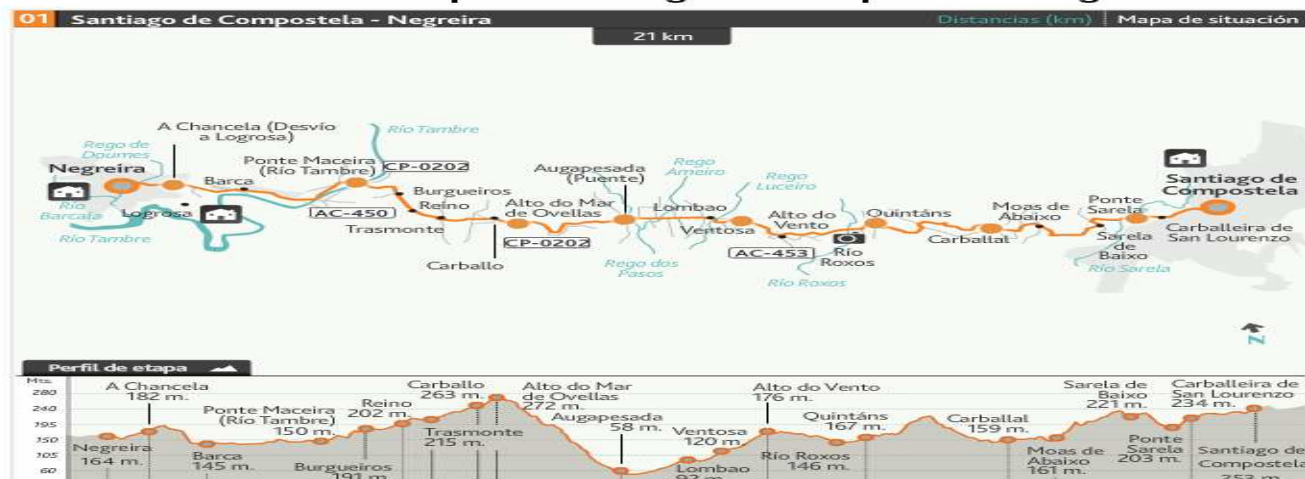 01 Santiago de Compostela - Negreira
Distancias (km) | Mapa de situación
21 km
A Chancela (Desvío
a Logrosa)
Rego de
Doumes
Negreira
Río
Barcala
Río Tambre
Logrosa
Barca
Ponte Maceira
(Río Tambre)
Río Tambre
CP-0202
AC-450
Burgueiros
Reino
Trasmonte
Carballo
Alto do Mar
de Ovellas
CP-0202
Augapesada
(Puente)
Rego dos
Pasos
Rego
Ameiro
Lombao
Ventosa
Rego
Luceiro
AC-453
Alto do
Vento
Río
Roxos
Río Roxos
Quintáns
Carballal
Moas de
Abaixo
Ponte
Sarela
Sarela
de
Baixo
Río Sarela
Santiago de
Compostela
Carballeira de
San Lourenzo
N
Perfil de etapa
Mts.
280
240
195
150
105
60
Negreira
164 m.
A Chancela
182 m.
Barca
145 m.
Ponte Maceira
(Río Tambre)
150 m.
Burgueiros
191 m.
Reino
202 m.
Trasmonte
215 m.
Carballo
263 m.
Alto do Mar
de Ovellas
272 m.
Augapesada
58 m.
Lombao
92 m.
Ventosa
120 m.
Alto do Vento
176 m.
Río Roxos
146 m.
Quintáns
167 m.
Carballal
159 m.
Moas de
Abaixo
161 m.
Sarela de
Baixo
221 m.
Ponte
Sarela
203 m.
Carballeira de
San Lourenzo
234 m.
Santiago de
Compostela
253 m.